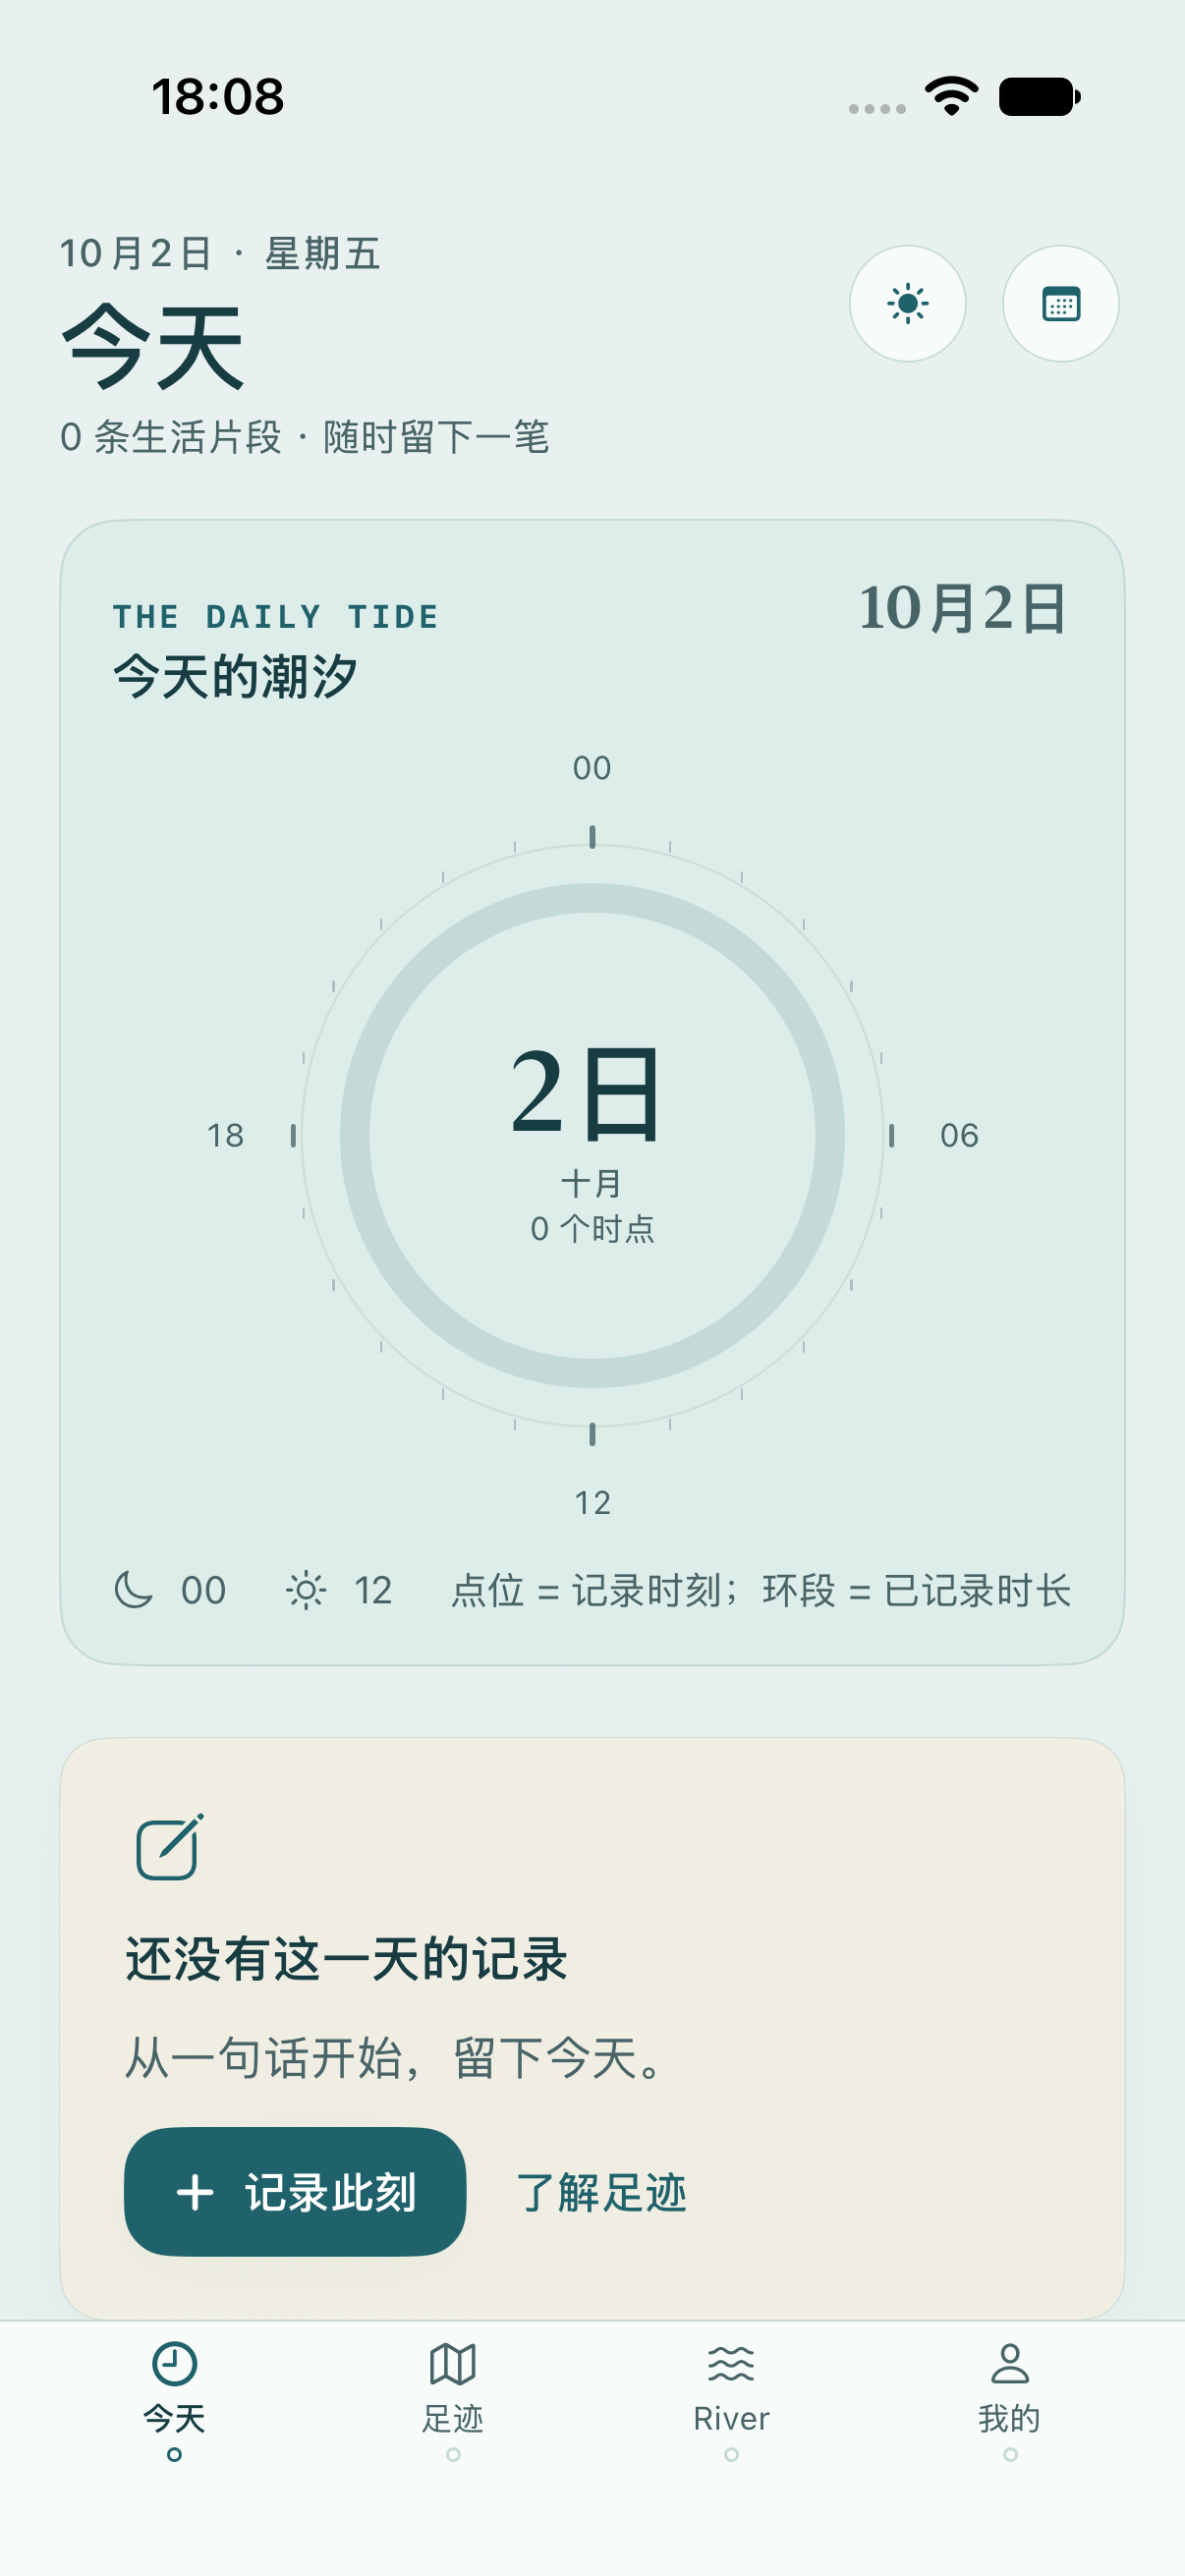 18:08
10月2日 · 星期五
今天
0 条生活片段 · 随时留下一笔
THE DAILY TIDE
10月2日
今天的潮汐
00
18
06
2日
十月
0 个时点
12
00 12 点位 = 记录时刻；环段 = 已记录时长
还没有这一天的记录
从一句话开始，留下今天。
+ 记录此刻 了解足迹
今天 足迹 River 我的